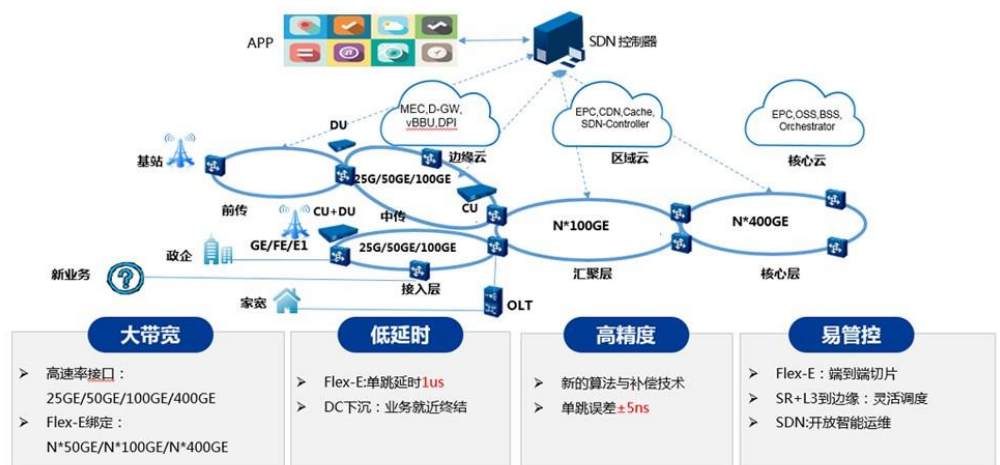 APP
SDN 控制器
MEC,D-GW,
vBBU,DPI
EPC,CDN,Cache,
SDN-Controller
EPC,OSS,BSS,
Orchestrator
DU
基站
边缘云
区域云
核心云
25G/50GE/100GE
CU
前传
CU+DU
中传
N*100GE
N*400GE
GE/FE/E1
25G/50GE/100GE
政企
新业务
接入层
汇聚层
核心层
家宽
OLT
大带宽
➢ 高速率接口：
25GE/50GE/100GE/400GE
➢ Flex-E绑定：
N*50GE/N*100GE/N*400GE
低延时
➢ Flex-E:单跳延时1us
➢ DC下沉：业务就近终结
高精度
➢ 新的算法与补偿技术
➢ 单跳误差±5ns
易管控
➢ Flex-E：端到端切片
➢ SR+L3到边缘：灵活调度
➢ SDN:开放智能运维